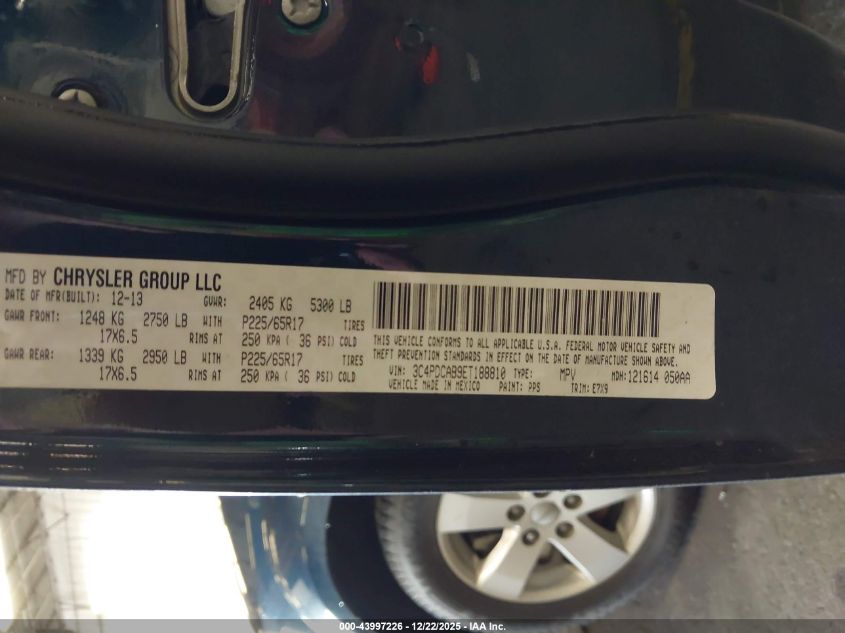 MFD BY CHRYSLER GROUP LLC
DATE OF MFR(BUILT): 12-13 GVWR: 2405 KG 5300 LB
GAWR FRONT: 1248 KG 2750 LB WITH P225/65R17 TIRES
17X6.5 RIMS AT 250 KPA ( 36 PSI) COLD
GAWR REAR: 1339 KG 2950 LB WITH P225/65R17 TIRES
17X6.5 RIMS AT 250 KPA ( 36 PSI) COLD
THIS VEHICLE CONFORMS TO ALL APPLICABLE U.S.A. FEDERAL MOTOR VEHICLE SAFETY AND
THEFT PREVENTION STANDARDS IN EFFECT ON THE DATE OF MANUFACTURE SHOWN ABOVE.
VIN: 3C4PDCAB9ET188810 TYPE: MPV MDH:121614 050AA
VEHICLE MADE IN MEXICO PAINT: PPS TRIM: E7X9
000-43997226 - 12/22/2025 - IAA Inc.